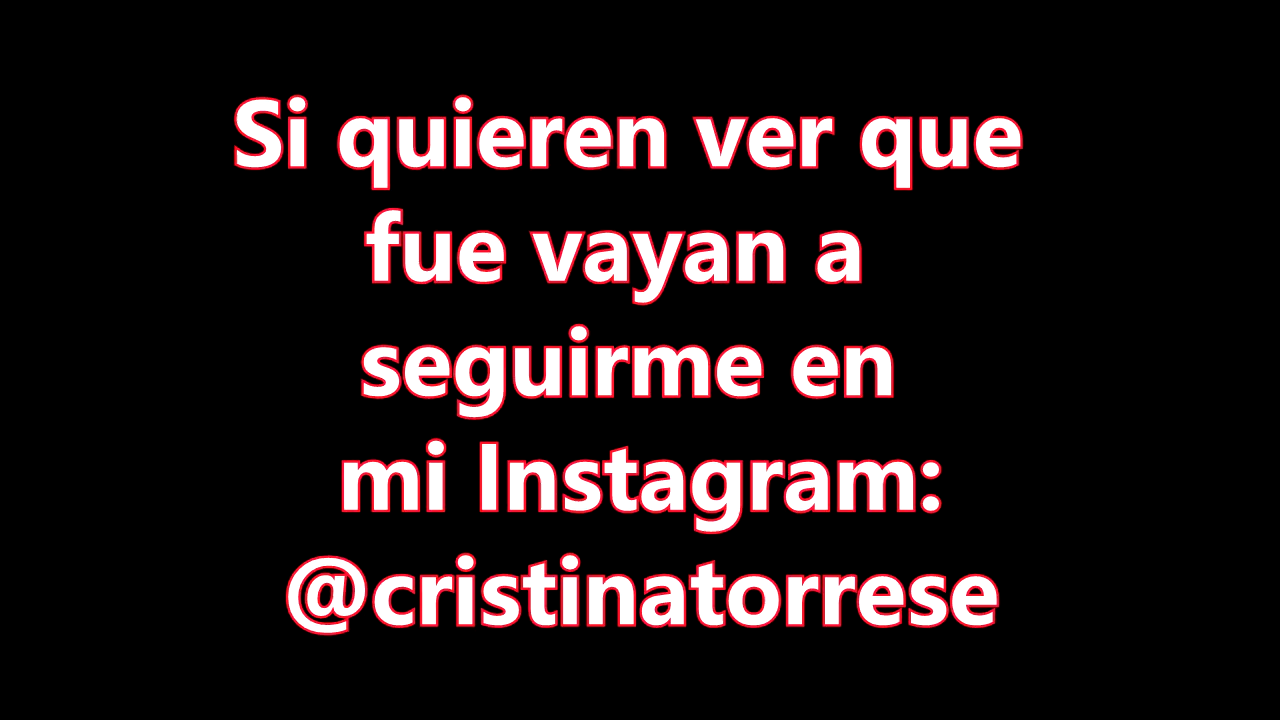 Si quieren ver que
fue vayan a
seguirme en
mi Instagram:
@cristinatorrese